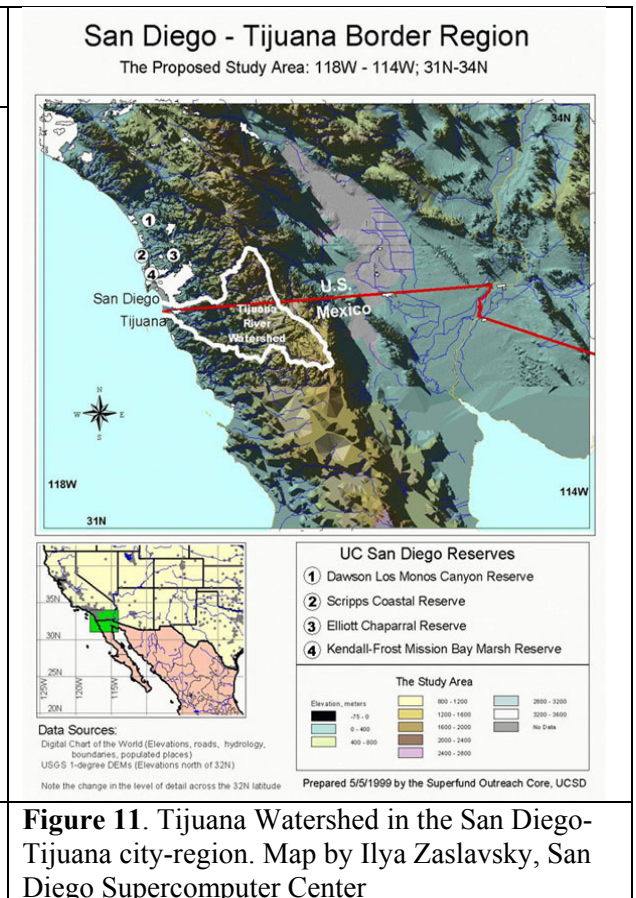 San Diego - Tijuana Border Region
The Proposed Study Area: 118W - 114W; 31N-34N
34N
1
2
3
4
San Diego
Tijuana
U.S.
Mexico
Tijuana
River
Watershed
N
W
E
S
118W
114W
31N
35N
30N
25N
20N
125W
120W
115W
UC San Diego Reserves
1 Dawson Los Monos Canyon Reserve
2 Scripps Coastal Reserve
3 Elliott Chaparral Reserve
4 Kendall-Frost Mission Bay Marsh Reserve
The Study Area
Elevation, meters
-75 - 0
0 - 400
400 - 800
800 - 1200
1200 - 1600
1600 - 2000
2000 - 2400
2400 - 2800
2800 - 3200
3200 - 3600
No Data
Data Sources:
Digital Chart of the World (Elevations, roads, hydrology,
boundaries, populated places)
USGS 1-degree DEMs (Elevations north of 32N)
Note the change in the level of detail across the 32N latitude
Prepared 5/5/1999 by the Superfund Outreach Core, UCSD
Figure 11. Tijuana Watershed in the San Diego-
Tijuana city-region. Map by Ilya Zaslavsky, San
Diego Supercomputer Center